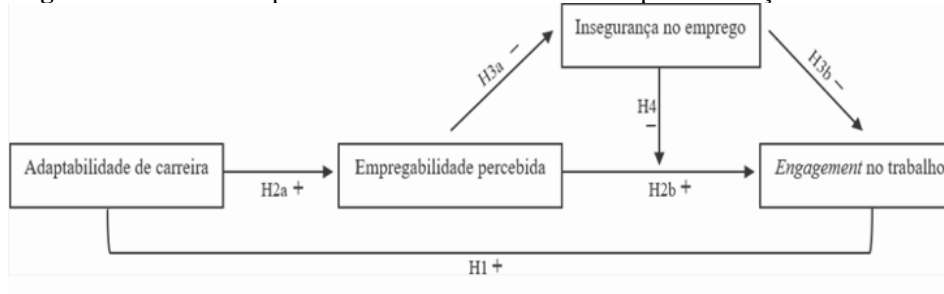 Insegurança no emprego
H3a –
H3b –
H4
–
Adaptabilidade de carreira
H2a +
Empregabilidade percebida
H2b +
Engagement no trabalho
H1 +